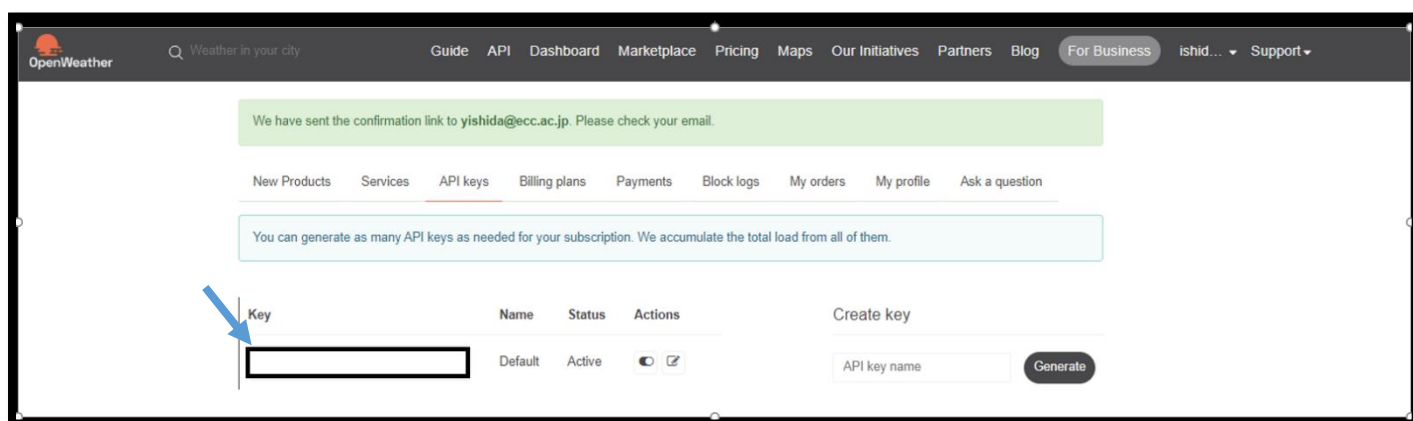 OpenWeather Weather in your city Guide API Dashboard Marketplace Pricing Maps Our Initiatives Partners Blog For Business ishid... Support
We have sent the confirmation link to yishida@ecc.ac.jp. Please check your email.
New Products Services API keys Billing plans Payments Block logs My orders My profile Ask a question
You can generate as many API keys as needed for your subscription. We accumulate the total load from all of them.
Key Name Status Actions Create key
Default Active API key name Generate